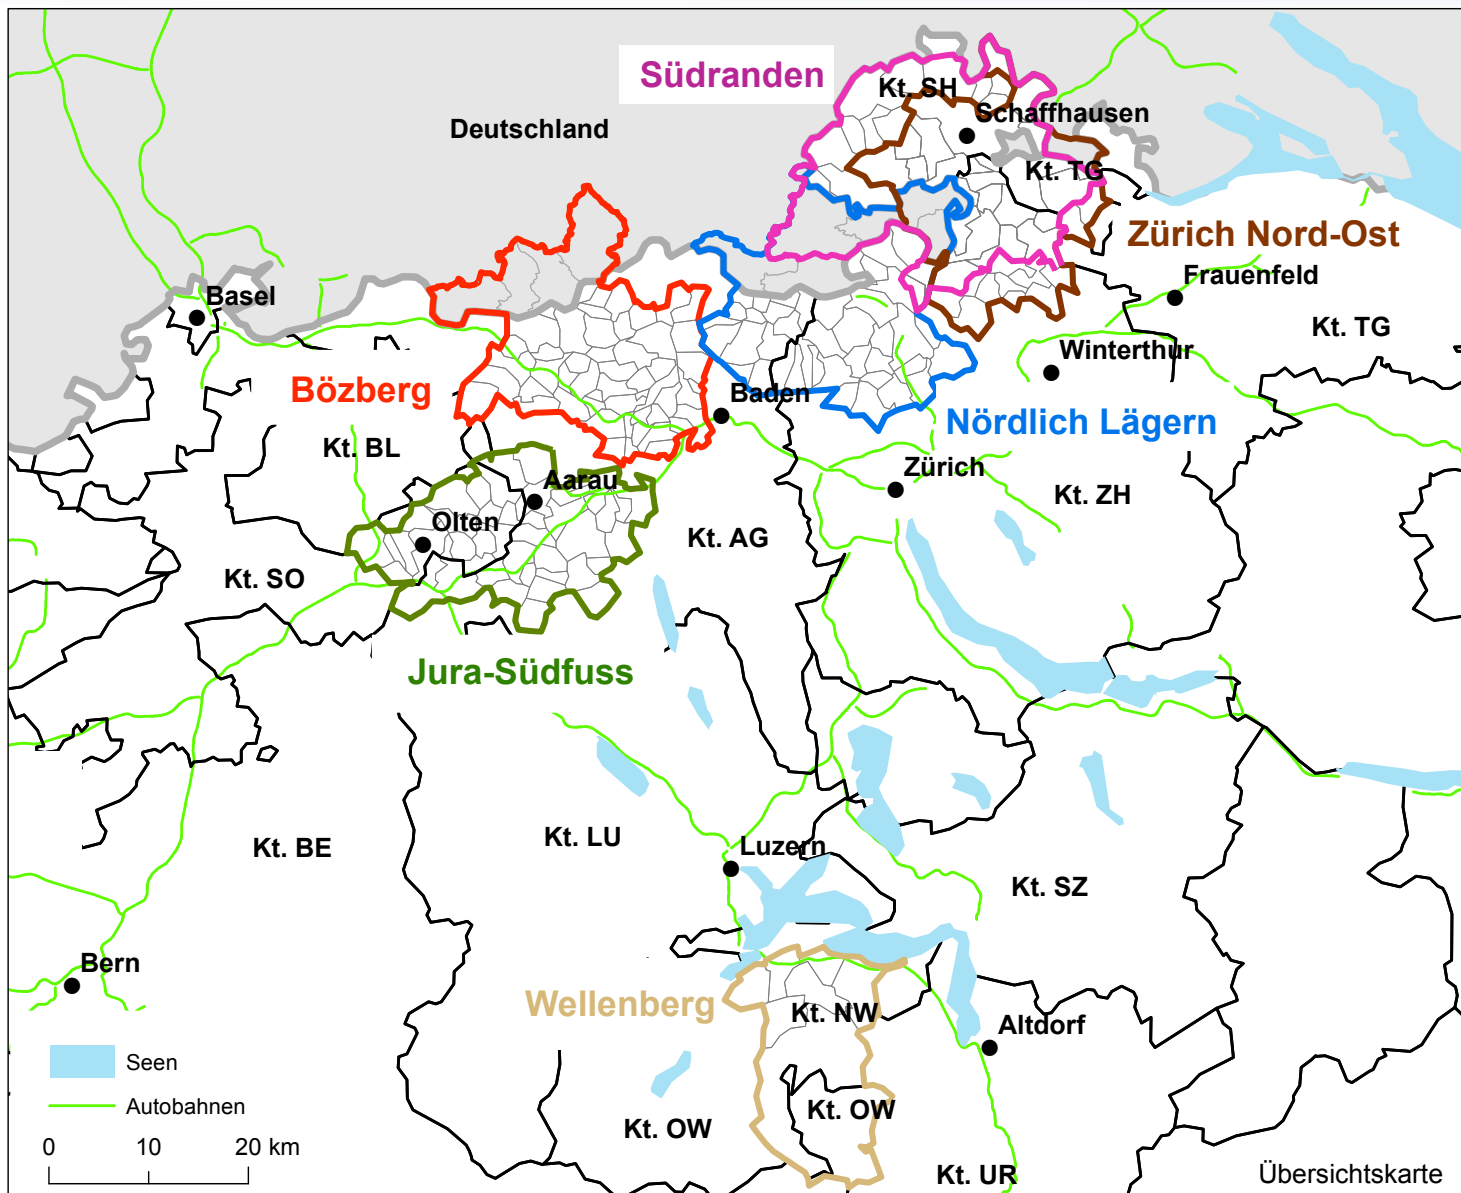 Südranden
Kt. SH
Schaffhausen
Deutschland
Kt. TG
Zürich Nord-Ost
Frauenfeld
Basel
Kt. TG
Winterthur
Bözberg
Baden
Nördlich Lägern
Kt. BL
Zürich
Aarau
Kt. ZH
Olten
Kt. AG
Kt. SO
Jura-Südfuss
Kt. LU
Luzern
Kt. BE
Kt. SZ
Bern
Wellenberg
Kt. NW
Altdorf
Seen
Autobahnen
Kt. OW
Kt. OW
0 10 20 km
Kt. UR
Übersichtskarte